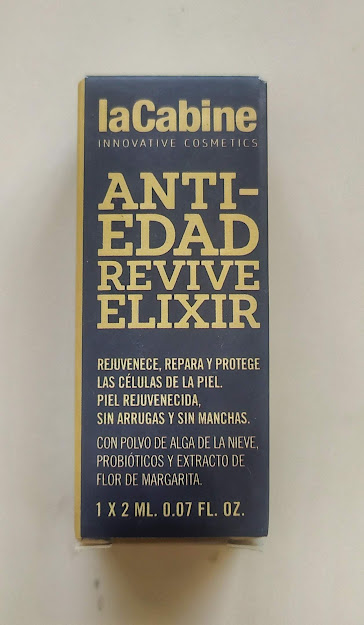 laCabine
INNOVATIVE COSMETICS
ANTI-
EDAD
REVIVE
ELIXIR
REJUVENECE, REPARA Y PROTEGE
LAS CÉLULAS DE LA PIEL.
PIEL REJUVENECIDA,
SIN ARRUGAS Y SIN MANCHAS.
CON POLVO DE ALGA DE LA NIEVE,
PROBIÓTICOS Y EXTRACTO DE
FLOR DE MARGARITA.
1 X 2 ML. 0.07 FL. OZ.